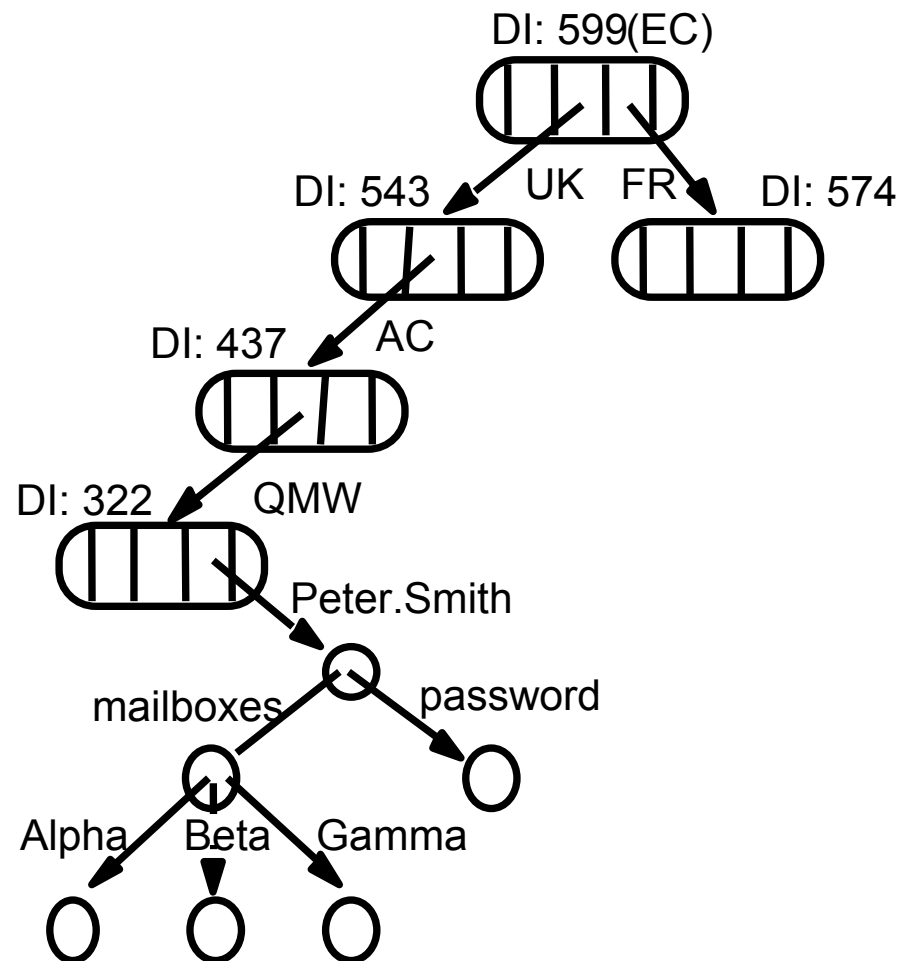 DI: 599(EC)
DI: 543
UK
FR
DI: 574
DI: 437
AC
DI: 322
QMW
Peter.Smith
mailboxes
password
Alpha
Beta
Gamma